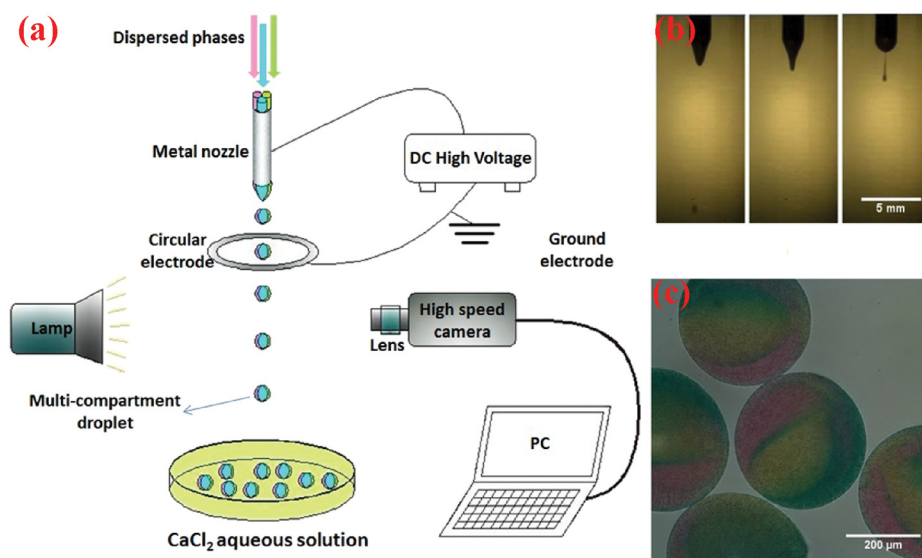 (a)
Dispersed phases
Metal nozzle
DC High Voltage
Circular
electrode
Ground
electrode
Lamp
High speed
camera
Lens
Multi-compartment
droplet
PC
CaCl₂ aqueous solution
(b)
5 mm
(c)
200 μm